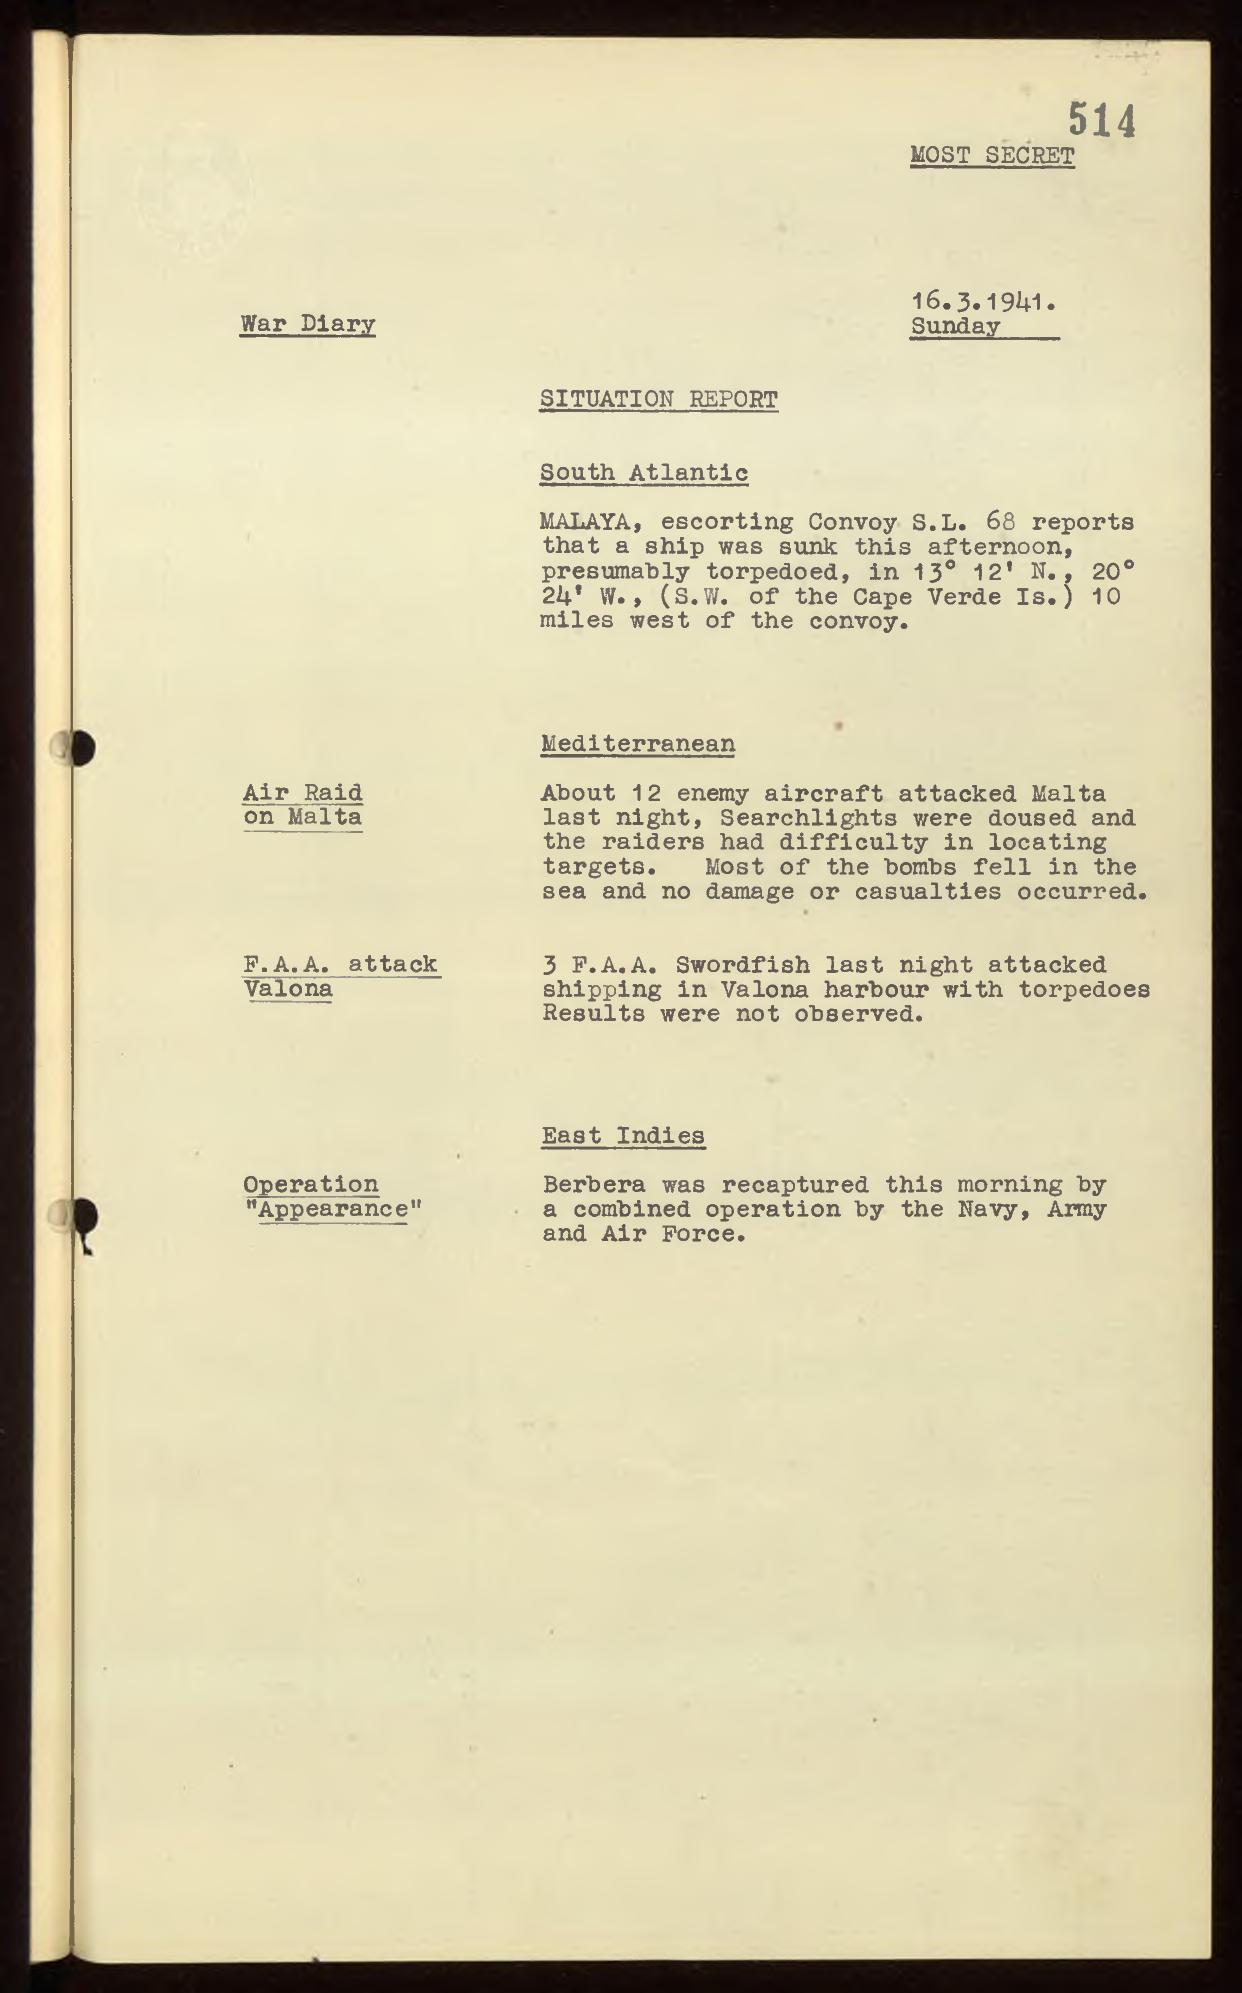 514
MOST SECRET
16.3.1941.
War Diary
Sunday
SITUATION REPORT
South Atlantic
MALAYA, escorting Convoy S.L. 68 reports
that a ship was sunk this afternoon,
presumably torpedoed, in 13° 12' N., 20°
24' W., (S.W. of the Cape Verde Is.) 10
miles west of the convoy.
Mediterranean
Air Raid
on Malta
About 12 enemy aircraft attacked Malta
last night, Searchlights were doused and
the raiders had difficulty in locating
targets. Most of the bombs fell in the
sea and no damage or casualties occurred.
F.A.A. attack
Valona
3 F.A.A. Swordfish last night attacked
shipping in Valona harbour with torpedoes
Results were not observed.
East Indies
Operation
"Appearance"
Berbera was recaptured this morning by
a combined operation by the Navy, Army
and Air Force.